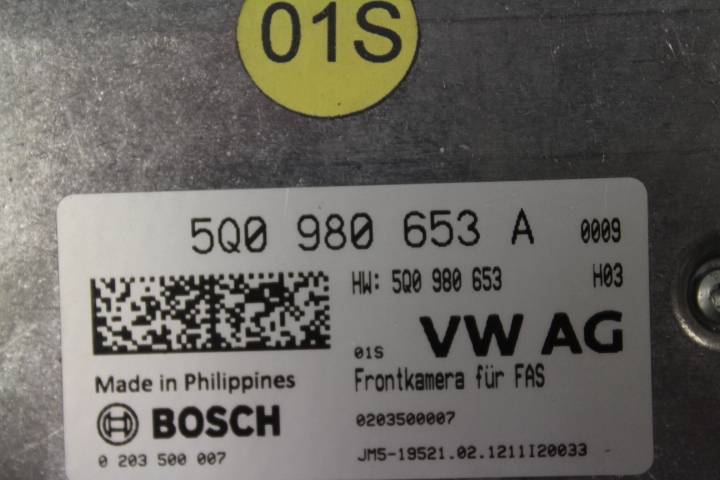 01S
5Q0 980 653 A 0009
HW: 5Q0 980 653 H03
01S VW AG
Made in Philippines
Frontkamera für FAS
BOSCH
0203500007
0 203 500 007
JM5-19521.02.1211I20033